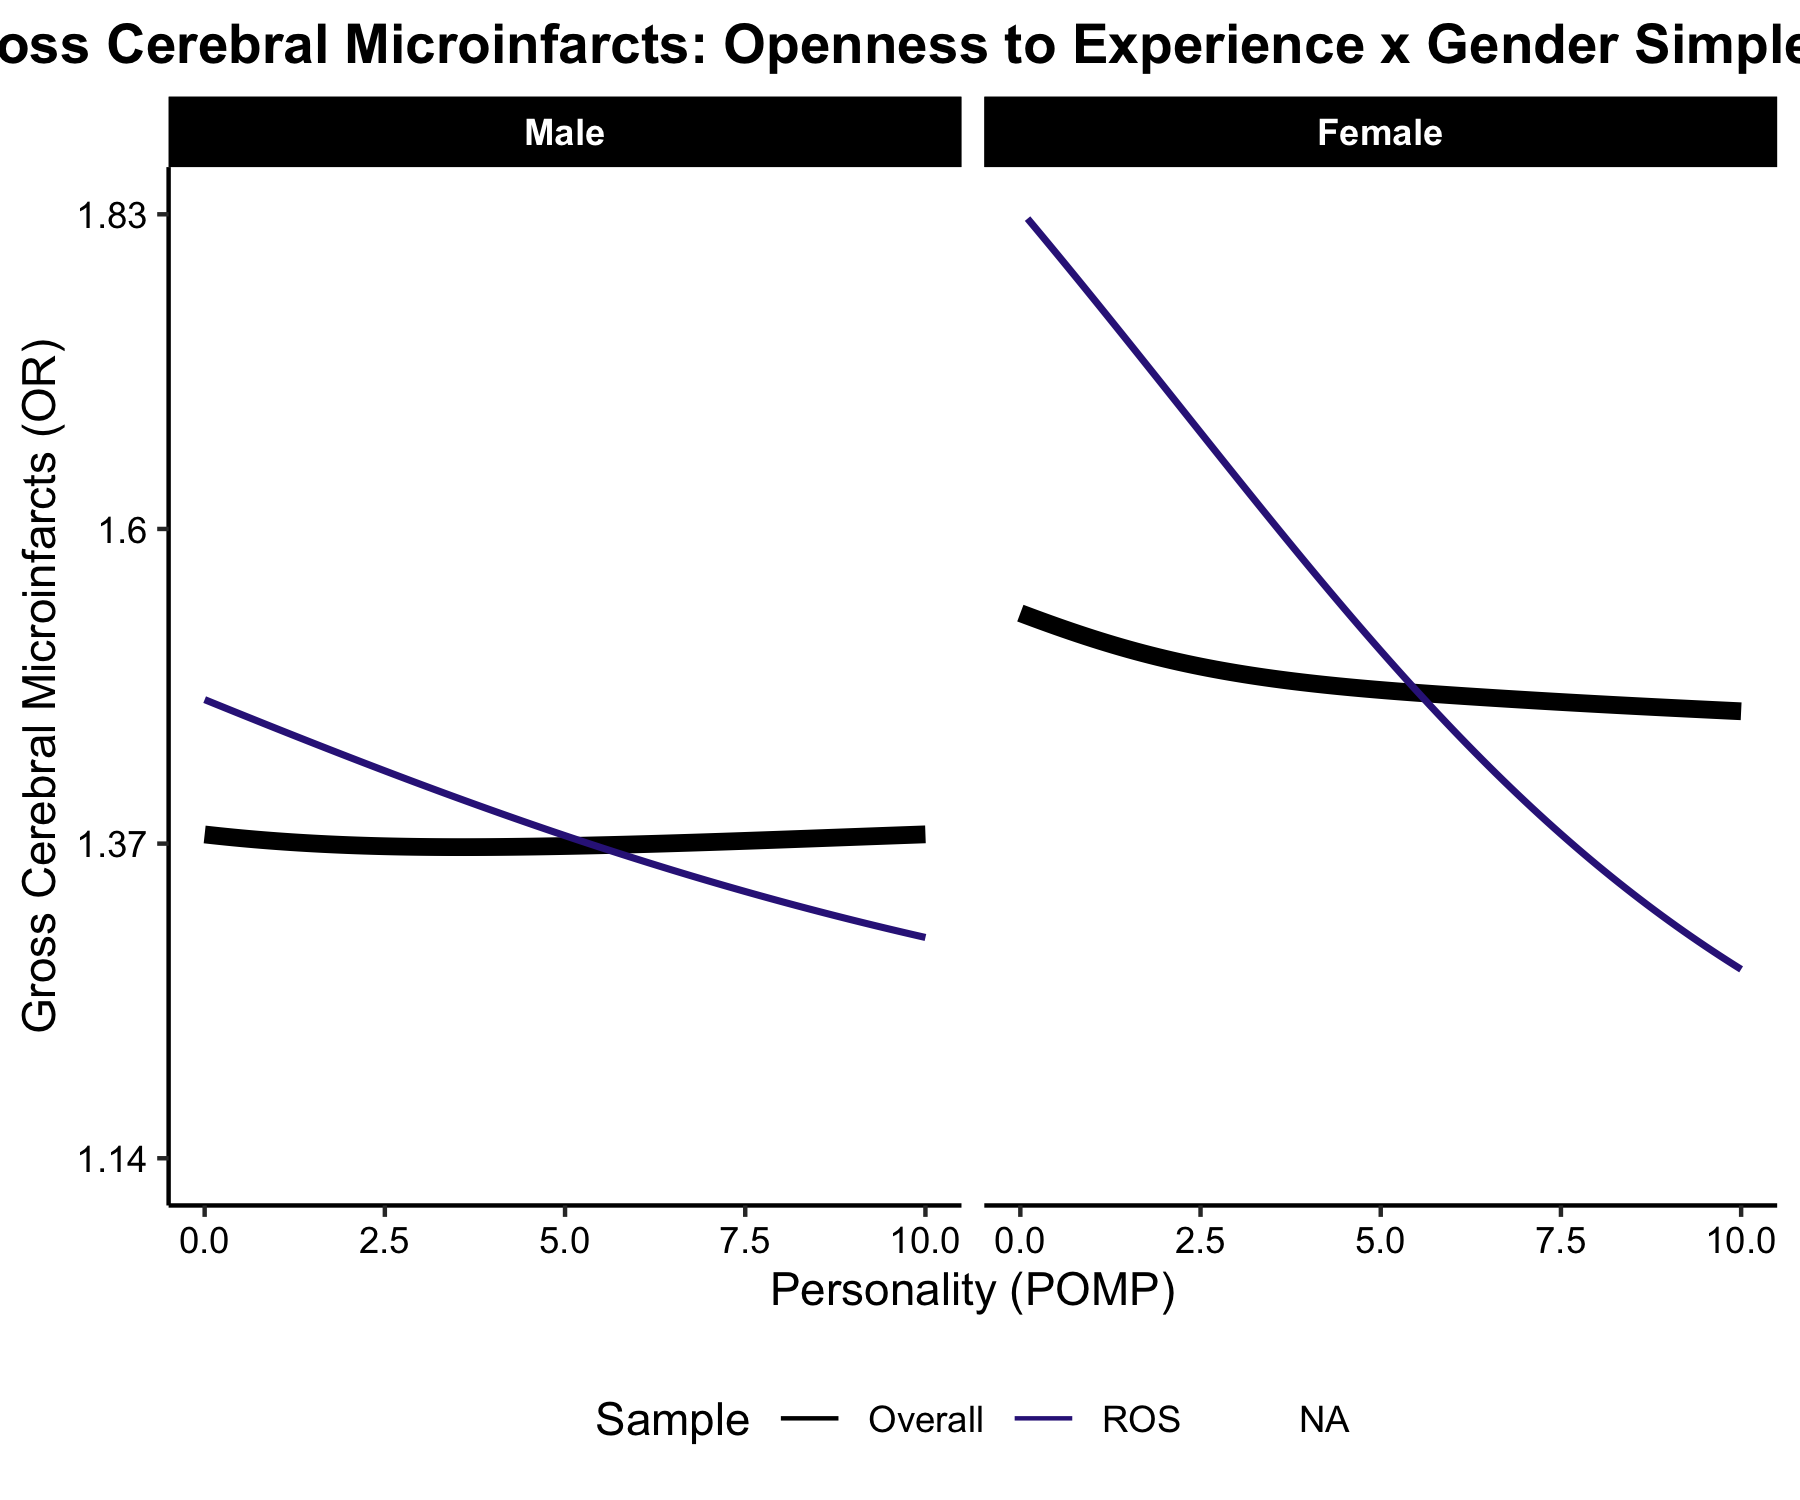 oss Cerebral Microinfarcts: Openness to Experience x Gender Simple
Male
Female
Gross Cerebral Microinfarcts (OR)
1.83
1.6
1.37
1.14
0.0 2.5 5.0 7.5 10.0
0.0 2.5 5.0 7.5 10.0
Personality (POMP)
Sample Overall ROS NA